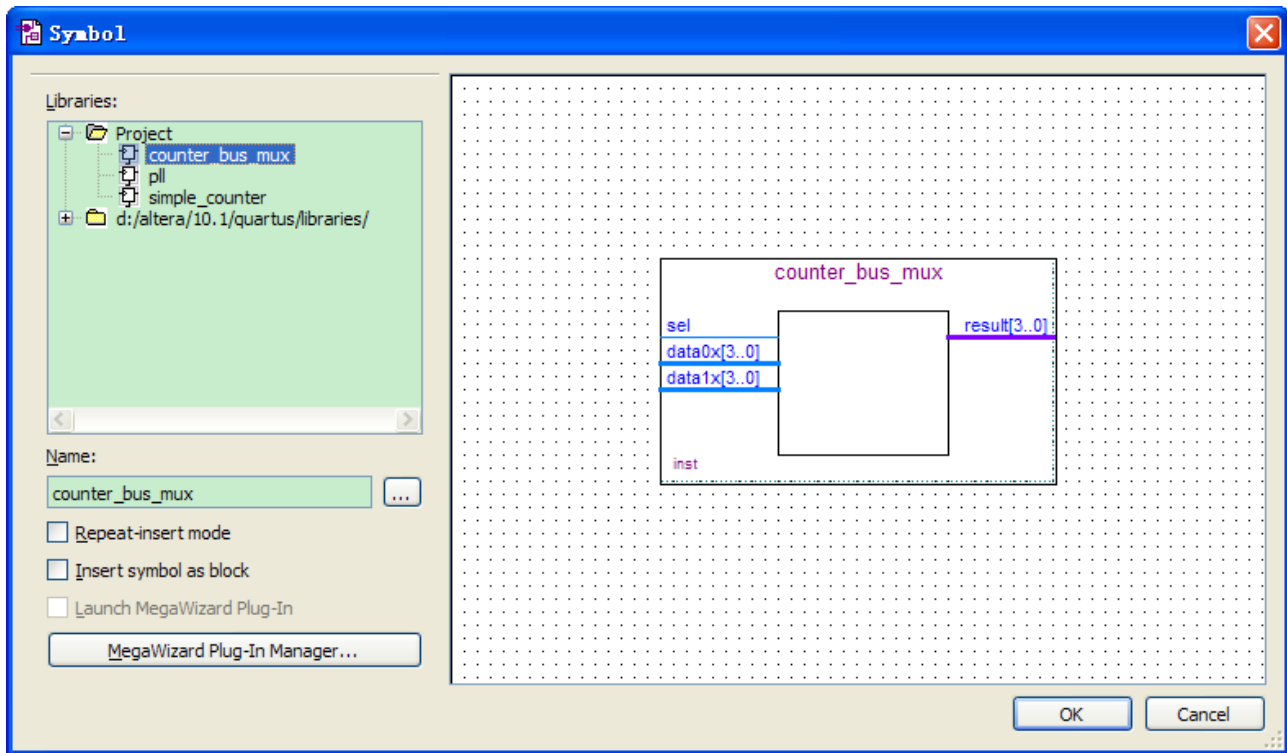 Symbol
Libraries:
Project
counter_bus_mux
pll
simple_counter
d:/altera/10.1/quartus/libraries/
Name:
counter_bus_mux
...
Repeat-insert mode
Insert symbol as block
Launch MegaWizard Plug-In
MegaWizard Plug-In Manager...
counter_bus_mux
sel
result[3..0]
data0x[3..0]
data1x[3..0]
inst
OK
Cancel